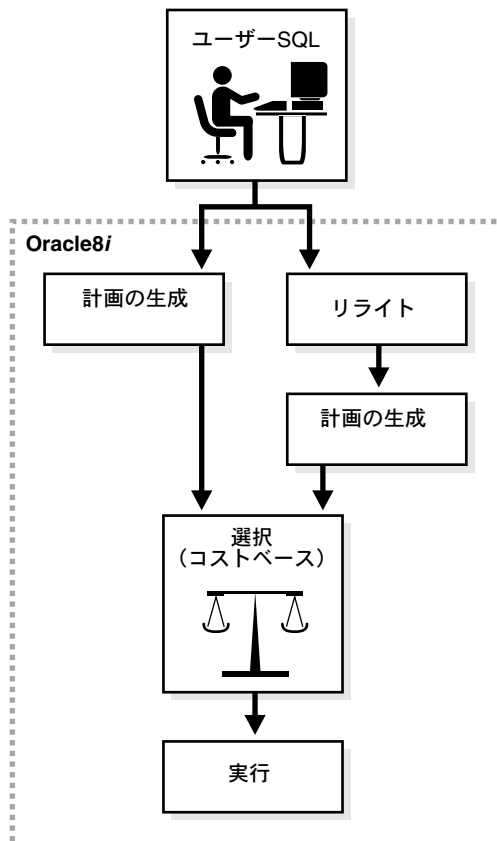 ユーザーSQL
Oracle8i
計画の生成
リライト
計画の生成
選択
(コストベース)
実行